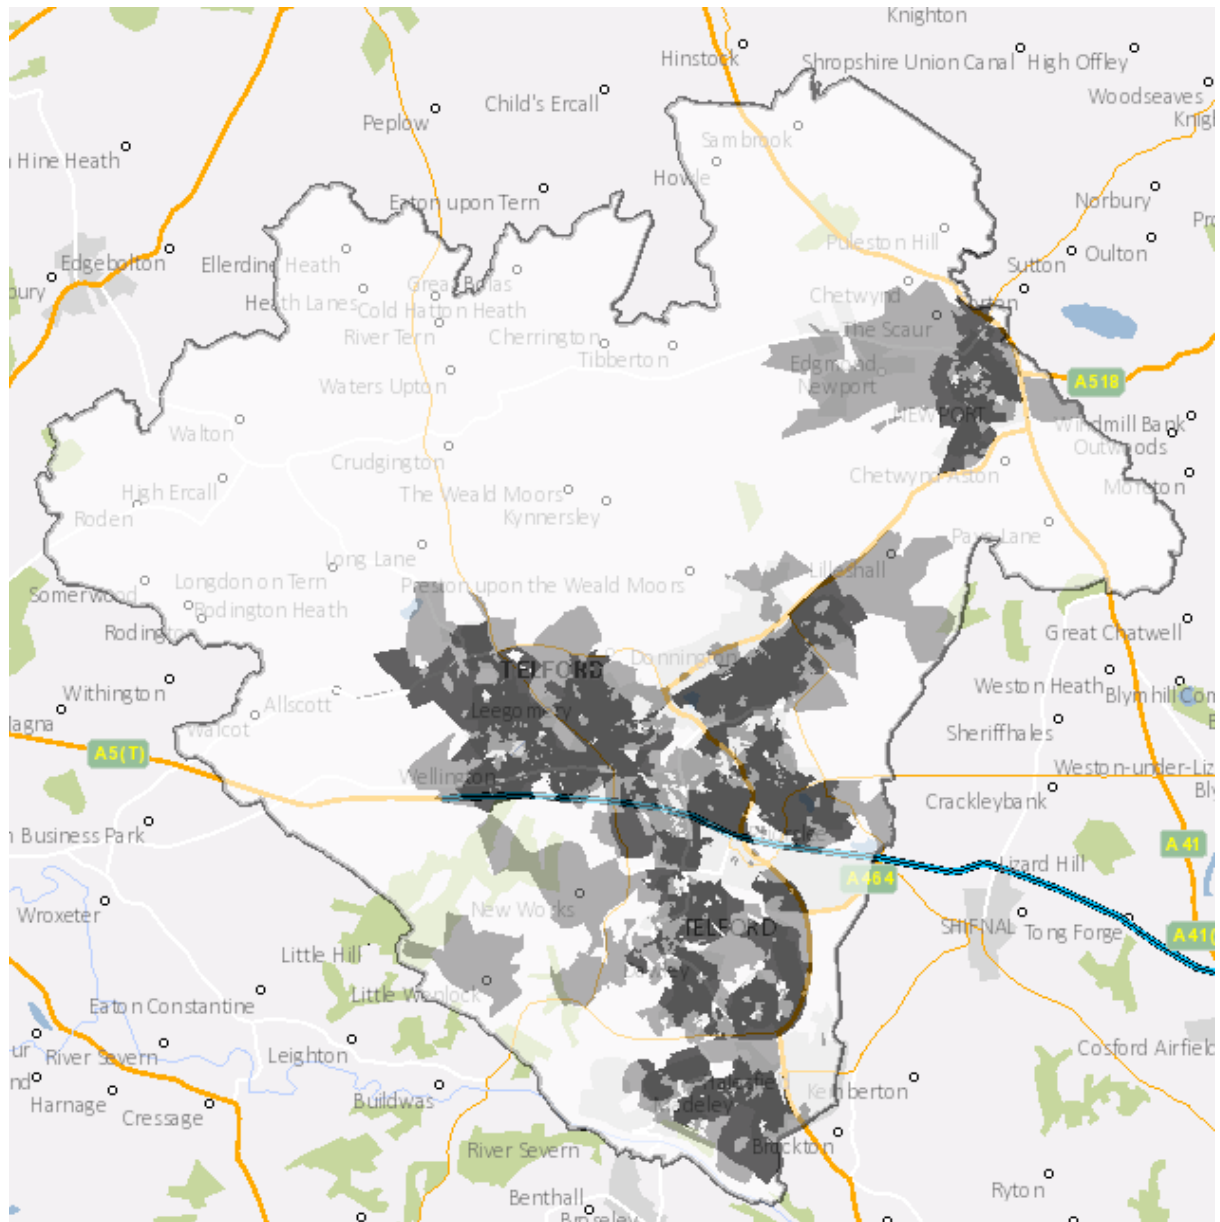 Knighton
Hinstock
Shropshire Union Canal
High Offley
Woodseaves
Child's Ercall
Peplow
Sambrook
Hine Heath
Howle
Eaton upon Tern
Norbury
Puleston Hill
Oulton
Edgebolton
Ellerdine Heath
Sutton
Great Bolas
Chetwynd
Heath Lanes
Cold Hatton Heath
River Tern
Cherrington
The Scaur
Tibberton
Edgmond
Newport
Waters Upton
A518
NEWPORT
Windmill Bank
Walton
Outwoods
Crudgington
Chetwynd Aston
Moreton
High Ercall
The Weald Moors
Kynnersley
Roden
Pave Lane
Long Lane
Lilleshall
Longdon on Tern
Preston upon the Weald Moors
Somerwood
Rodington Heath
Rodington
Great Chatwell
Donnington
TELFORD
Withington
Weston Heath
Allscott
Leegomery
Walcot
Sheriffhales
A5(T)
Wellington
Weston-under-Liz
Crackleybank
Business Park
A41
Lizard Hill
A464
New Works
Wroxeter
TELFORD
SHIFNAL
Tong Forge
A41(
Little Hill
Little Wenlock
Eaton Constantine
River Severn
Leighton
Cosford Airfield
Harnage
Cressage
Buildwas
Kemberton
River Severn
Brockton
Benthall
Ryton
Broseley